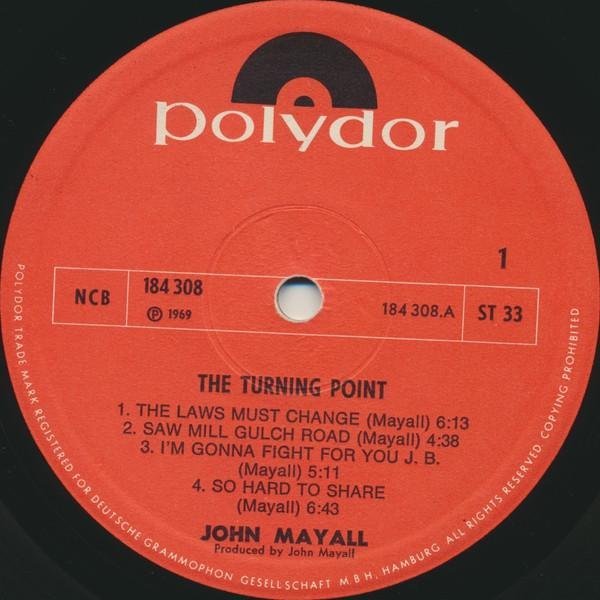 polydor
1
NCB
184 308
Ⓟ 1969
184 308.A
ST 33
THE TURNING POINT
1. THE LAWS MUST CHANGE (Mayall) 6:13
2. SAW MILL GULCH ROAD (Mayall) 4:38
3. I'M GONNA FIGHT FOR YOU J. B.
(Mayall) 5:11
4. SO HARD TO SHARE
(Mayall) 6:43
JOHN MAYALL
Produced by John Mayall
POLYDOR TRADE MARK REGISTERED FOR DEUTSCHE GRAMMOPHON GESELLSCHAFT M B H, HAMBURG ALL RIGHTS RESERVED. COPYING PROHIBITED